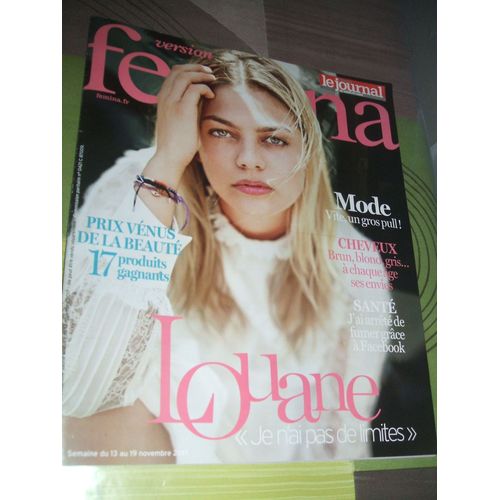 version
femina
femina.fr
le journal
Mode
Vite, un gros pull !
CHEVEUX
Brun, blond, gris...
à chaque âge
ses envies
SANTÉ
J'ai arrêté de
fumer grâce
à Facebook
PRIX VÉNUS
DE LA BEAUTÉ
17 produits
gagnants
Louane
« Je n'ai pas de limites »
Semaine du 13 au 19 novembre